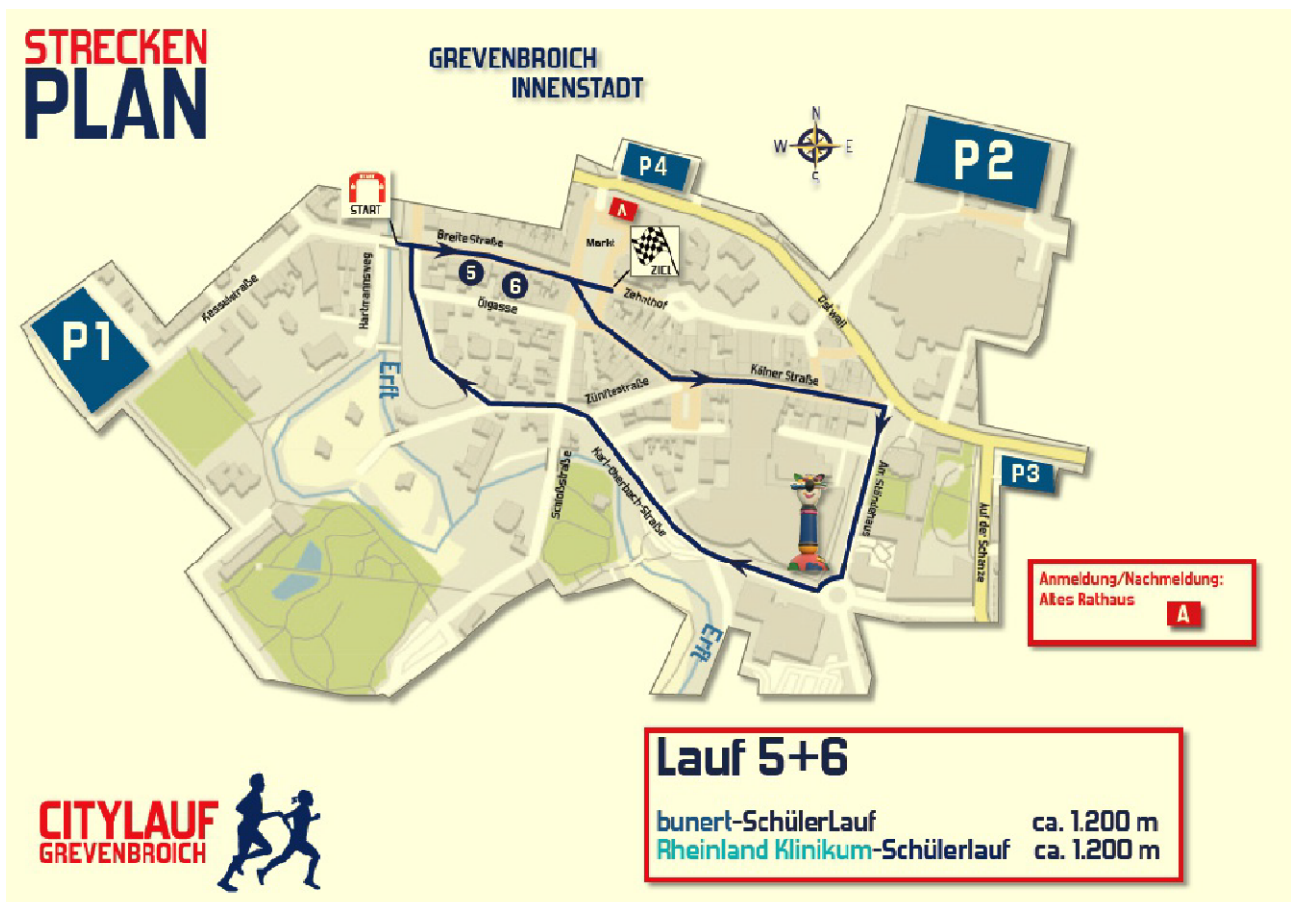 STRECKEN
PLAN
GREVENBROICH
INNENSTADT
N
W
E
S
P4
P2
START
A
Breite Straße
Markt
ZIEL
5
6
Zehnthof
Ölgasse
Ostwall
Kesselstraße
Hartmannsweg
P1
Erft
Kölner Straße
Zünftestraße
Karl-Oberbach-Straße
Schloßstraße
Am Ständehaus
P3
Auf der Schanze
Erft
Anmeldung/Nachmeldung:
Altes Rathaus
A
Lauf 5+6
bunert-SchülerLauf ca. 1.200 m
Rheinland Klinikum-Schülerlauf ca. 1.200 m
CITYLAUF
GREVENBROICH